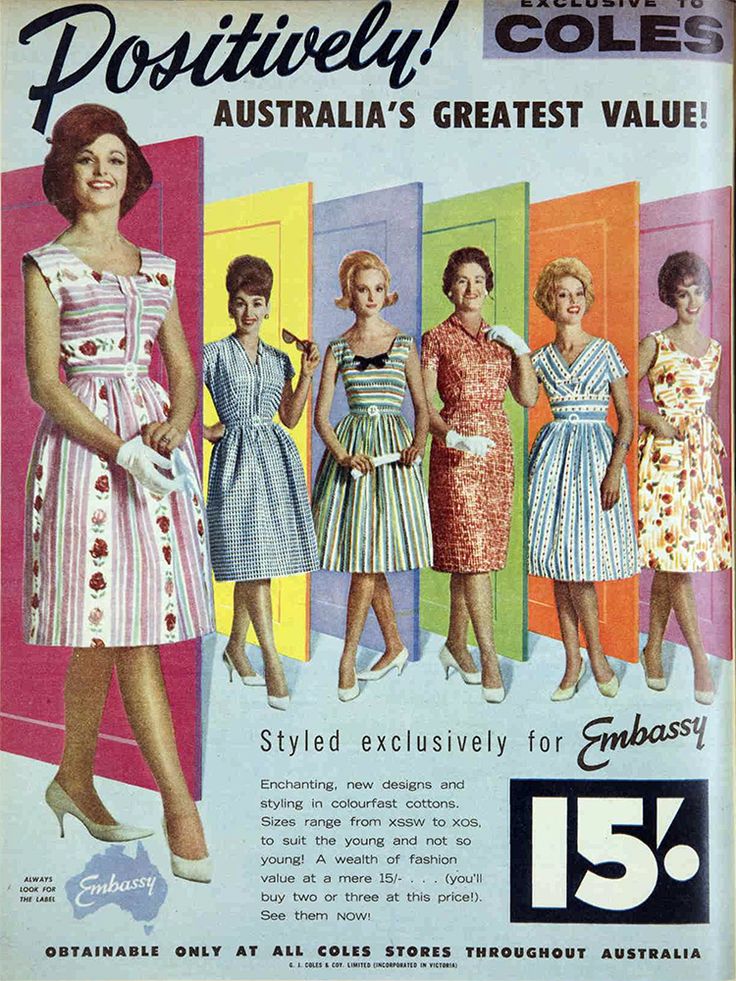 EXCLUSIVE TO
COLES
Positively!
AUSTRALIA'S GREATEST VALUE!
Styled exclusively for Embassy
Enchanting, new designs and
styling in colourfast cottons.
Sizes range from XSSW to XOS,
to suit the young and not so
young! A wealth of fashion
value at a mere 15/- . . . (you'll
buy two or three at this price!).
See them NOW!
15/·
ALWAYS
LOOK FOR
THE LABEL
Embassy
OBTAINABLE ONLY AT ALL COLES STORES THROUGHOUT AUSTRALIA
G. J. COLES & COY. LIMITED (INCORPORATED IN VICTORIA)